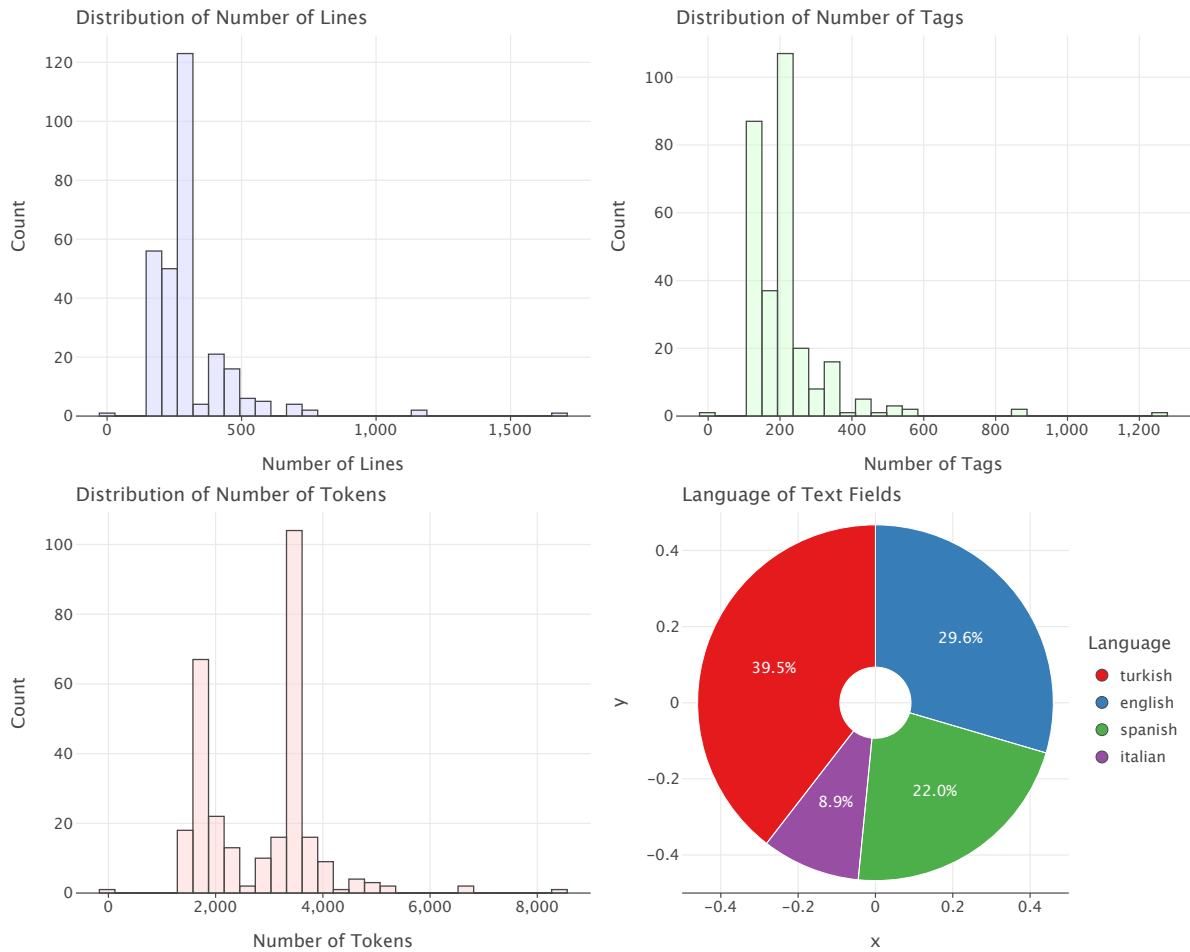 Distribution of Number of Lines
120
100
80
60
40
20
0
Count
0
500
1,000
1,500
Number of Lines
Distribution of Number of Tags
100
80
60
40
20
0
Count
0
200
400
600
800
1,000
1,200
Number of Tags
Distribution of Number of Tokens
100
80
60
40
20
0
Count
0
2,000
4,000
6,000
8,000
Number of Tokens
Language of Text Fields
0.4
0.2
0
−0.2
−0.4
y
39.5%
29.6%
8.9%
22.0%
−0.4
−0.2
0
0.2
0.4
x
Language
turkish
english
spanish
italian